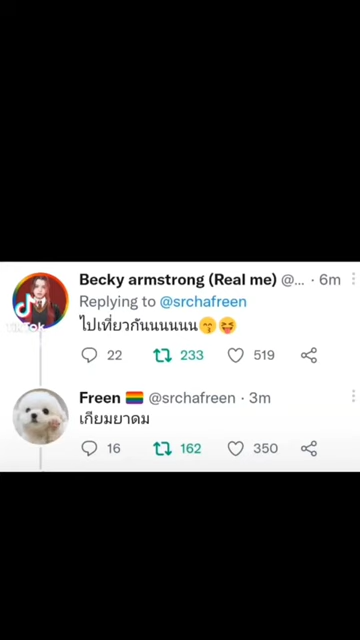 Becky armstrong (Real me) @... · 6m
Replying to @srchafreen
ไปเที่ยวกันนนนนนน😙😝
22 233 519
TikTok
Freen 🏳️‍🌈 @srchafreen · 3m
เกียมยาดม
16 162 350